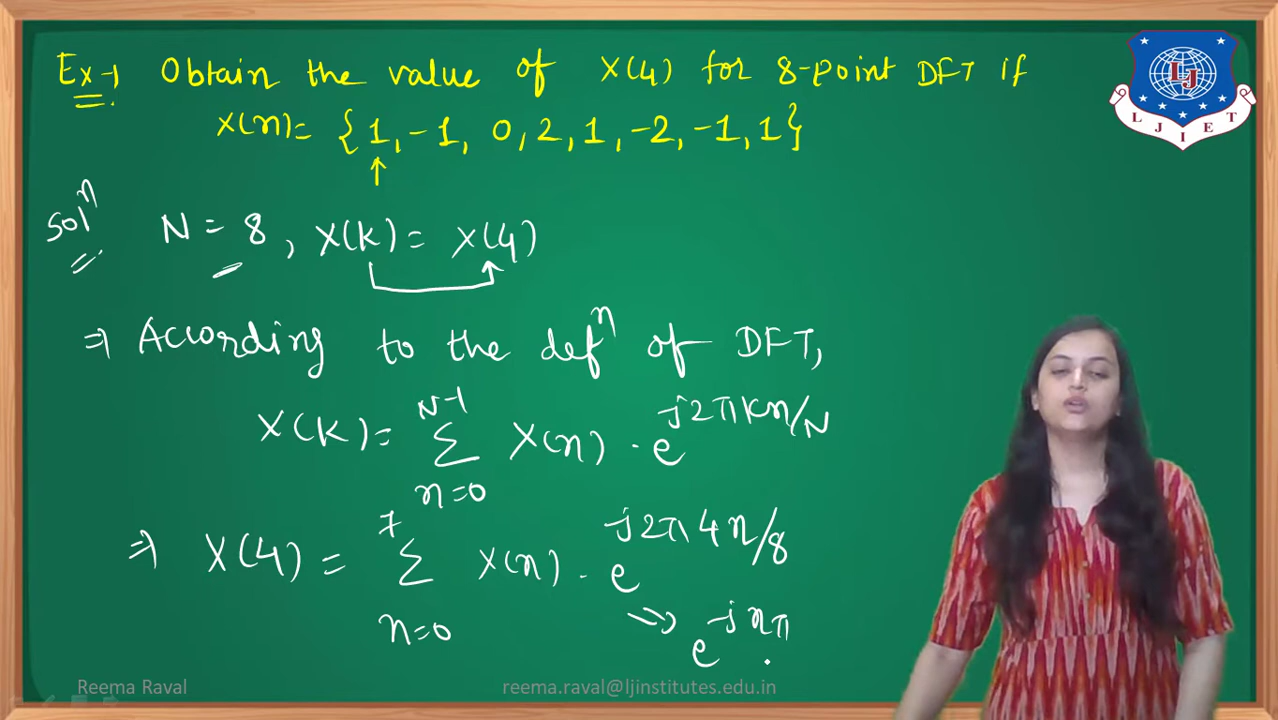 Ex-1 Obtain the value of X(4) for 8-point DFT if
x(n) = {1, -1, 0, 2, 1, -2, -1, 1}
↑
LJ
LJIET
Solⁿ N = 8, X(K) = X(4)
⇒ According to the defⁿ of DFT,
X(K) = Σ_{n=0}^{N-1} x(n) · e^{-j2πKn/N}
⇒ X(4) = Σ_{n=0}^{7} x(n) · e^{-j2π4n/8}
⇒ e^{-jnπ}
Reema Raval reema.raval@ljinstitutes.edu.in